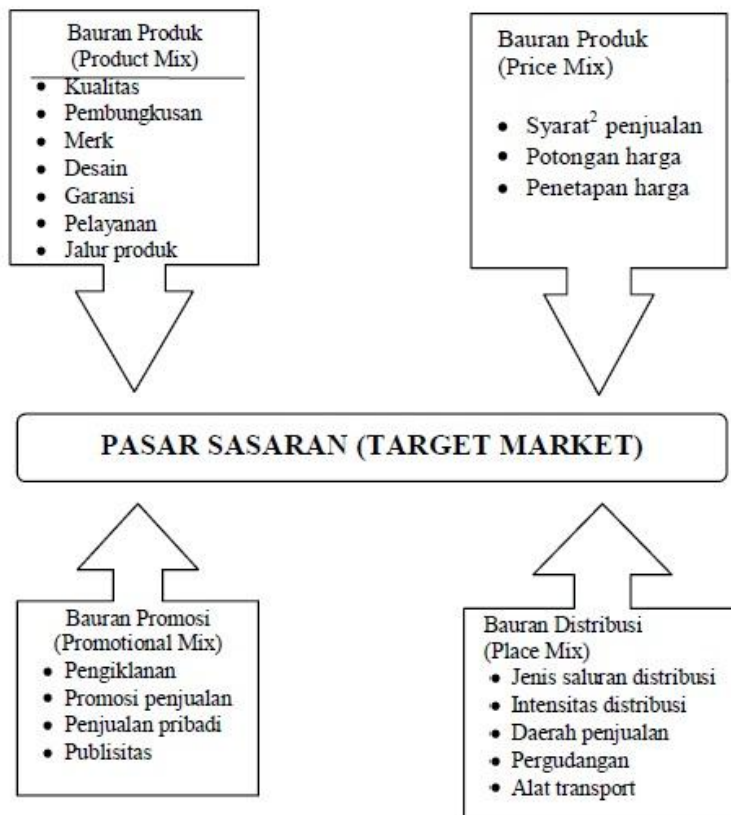 Bauran Produk
(Product Mix)
• Kualitas
• Pembungkusan
• Merk
• Desain
• Garansi
• Pelayanan
• Jalur produk
Bauran Produk
(Price Mix)
• Syarat² penjualan
• Potongan harga
• Penetapan harga
PASAR SASARAN (TARGET MARKET)
Bauran Promosi
(Promotional Mix)
• Pengiklanan
• Promosi penjualan
• Penjualan pribadi
• Publisitas
Bauran Distribusi
(Place Mix)
• Jenis saluran distribusi
• Intensitas distribusi
• Daerah penjualan
• Pergudangan
• Alat transport